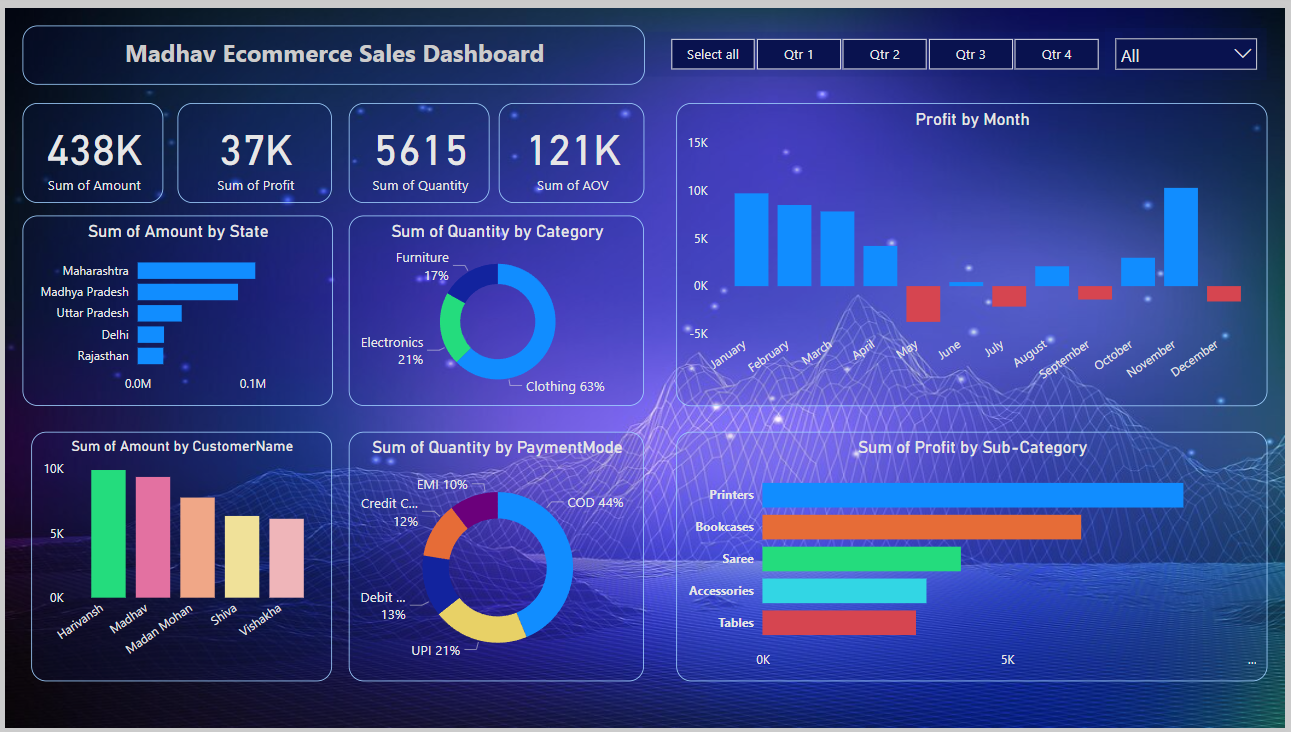 Madhav Ecommerce Sales Dashboard
Select all
Qtr 1
Qtr 2
Qtr 3
Qtr 4
All
438K
Sum of Amount
37K
Sum of Profit
5615
Sum of Quantity
121K
Sum of AOV
Profit by Month
15K
10K
5K
0K
-5K
January
February
March
April
May
June
July
August
September
October
November
December
Sum of Amount by State
Maharashtra
Madhya Pradesh
Uttar Pradesh
Delhi
Rajasthan
0.0M
0.1M
Sum of Quantity by Category
Furniture
17%
Electronics
21%
Clothing 63%
Sum of Amount by CustomerName
10K
5K
0K
Harivansh
Madhav
Madan Mohan
Shiva
Vishakha
Sum of Quantity by PaymentMode
EMI 10%
COD 44%
Credit C...
12%
Debit ...
13%
UPI 21%
Sum of Profit by Sub-Category
Printers
Bookcases
Saree
Accessories
Tables
0K
5K
...